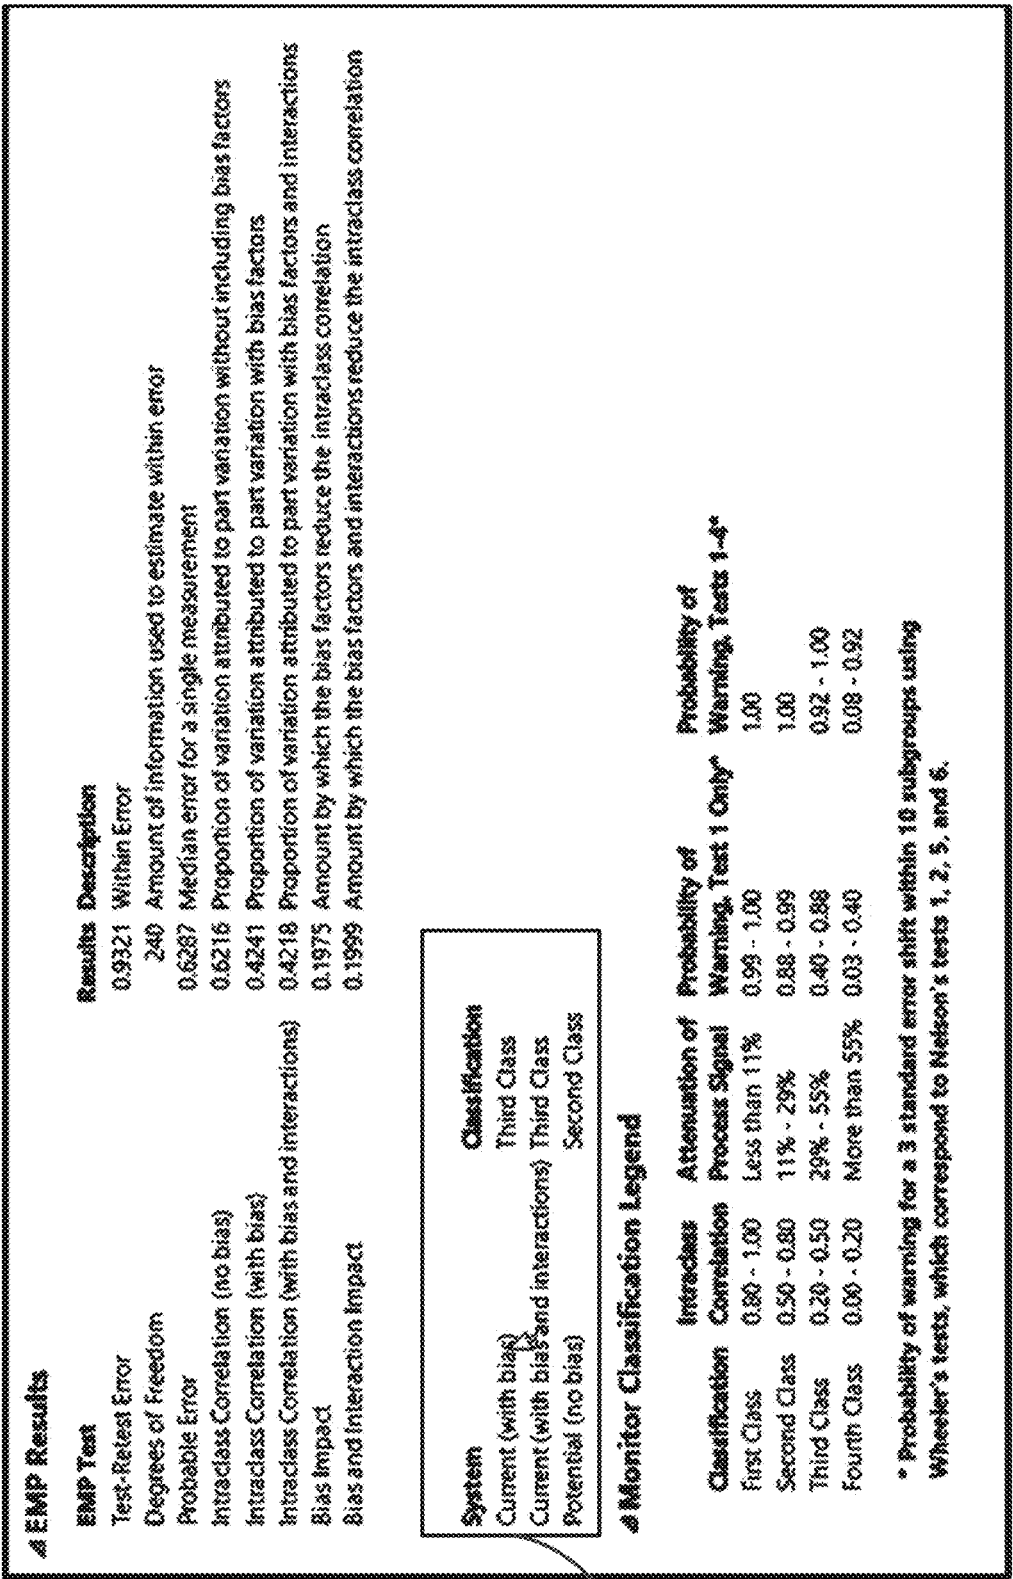 EMP Results
EMP Test Results Description
Test-Retest Error 0.9321 Within Error
Degrees of Freedom 240 Amount of information used to estimate within error
Probable Error 0.6287 Median error for a single measurement
Intraclass Correlation (no bias) 0.6216 Proportion of variation attributed to part variation without including bias factors
Intraclass Correlation (with bias) 0.4241 Proportion of variation attributed to part variation with bias factors
Intraclass Correlation (with bias and interactions) 0.4218 Proportion of variation attributed to part variation with bias factors and interactions
Bias Impact 0.1975 Amount by which the bias factors reduce the intraclass correlation
Bias and Interaction Impact 0.1999 Amount by which the bias factors and interactions reduce the intraclass correlation
System Classification
Current (with bias) Third Class
Current (with bias and interactions) Third Class
Potential (no bias) Second Class
Monitor Classification Legend
Intraclass Attenuation of Probability of Probability of
Classification Correlation Process Signal Warning, Test 1 Only* Warning, Tests 1-4*
First Class 0.80 - 1.00 Less than 11% 0.99 - 1.00 1.00
Second Class 0.50 - 0.80 11% - 29% 0.88 - 0.99 1.00
Third Class 0.20 - 0.50 29% - 55% 0.40 - 0.88 0.92 - 1.00
Fourth Class 0.00 - 0.20 More than 55% 0.03 - 0.40 0.08 - 0.92
* Probability of warning for a 3 standard error shift within 10 subgroups using
Wheeler's tests, which correspond to Nelson's tests 1, 2, 5, and 6.